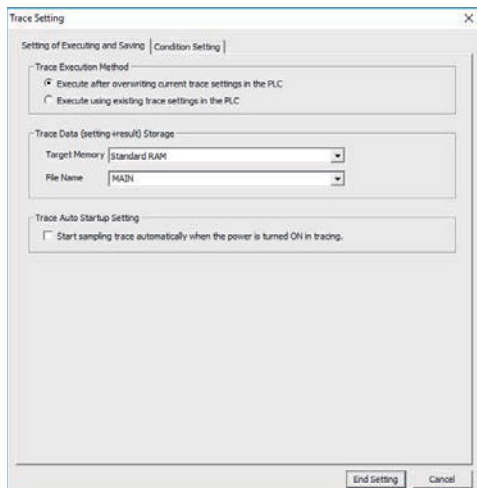 Trace Setting
Setting of Executing and Saving
Condition Setting
Trace Execution Method
Execute after overwriting current trace settings in the PLC
Execute using existing trace settings in the PLC
Trace Data (setting+result) Storage
Target Memory Standard RAM
File Name MAIN
Trace Auto Startup Setting
Start sampling trace automatically when the power is turned ON in tracing.
End Setting Cancel